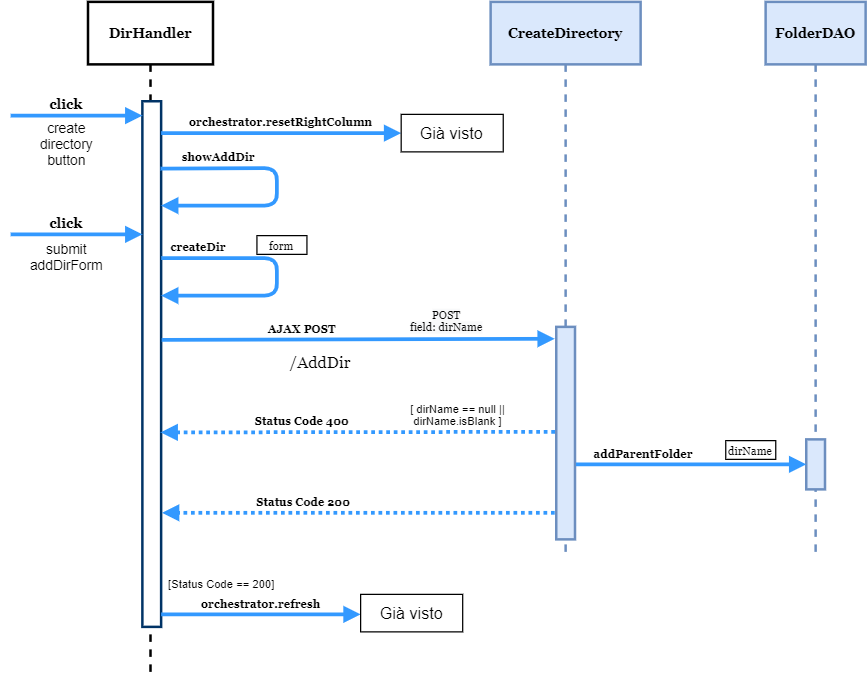 DirHandler
CreateDirectory
FolderDAO
click
create
directory
button
orchestrator.resetRightColumn
Già visto
showAddDir
click
submit
addDirForm
createDir
form
AJAX POST
POST
field: dirName
/AddDir
Status Code 400
[ dirName == null ||
dirName.isBlank ]
addParentFolder
dirName
Status Code 200
[Status Code == 200]
orchestrator.refresh
Già visto